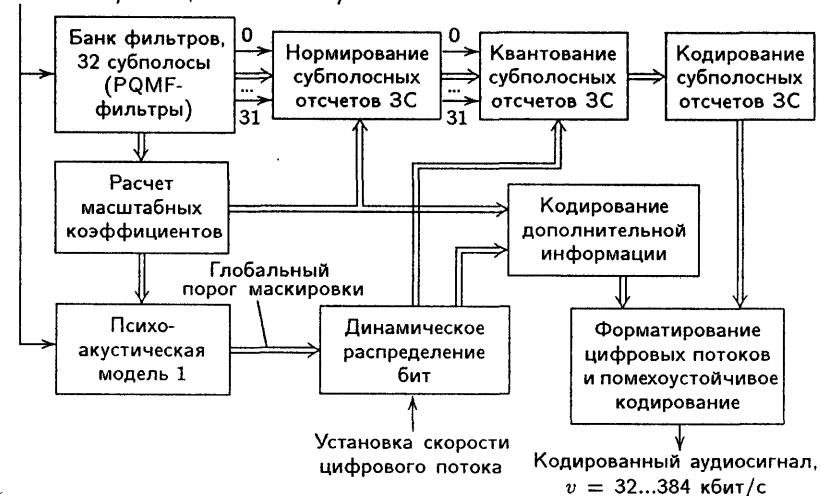 Банк фильтров,
32 субполосы
(PQMF-
фильтры)
0
...
31
Нормирование
субполосных
отсчетов ЗС
0
...
31
Квантование
субполосных
отсчетов ЗС
Кодирование
субполосных
отсчетов ЗС
Расчет
масштабных
коэффициентов
Кодирование
дополнительной
информации
Глобальный
порог маскировки
Психо-
акустическая
модель 1
Динамическое
распределение
бит
Форматирование
цифровых потоков
и помехоустойчивое
кодирование
Установка скорости
цифрового потока
Кодированный аудиосигнал,
v = 32...384 кбит/с